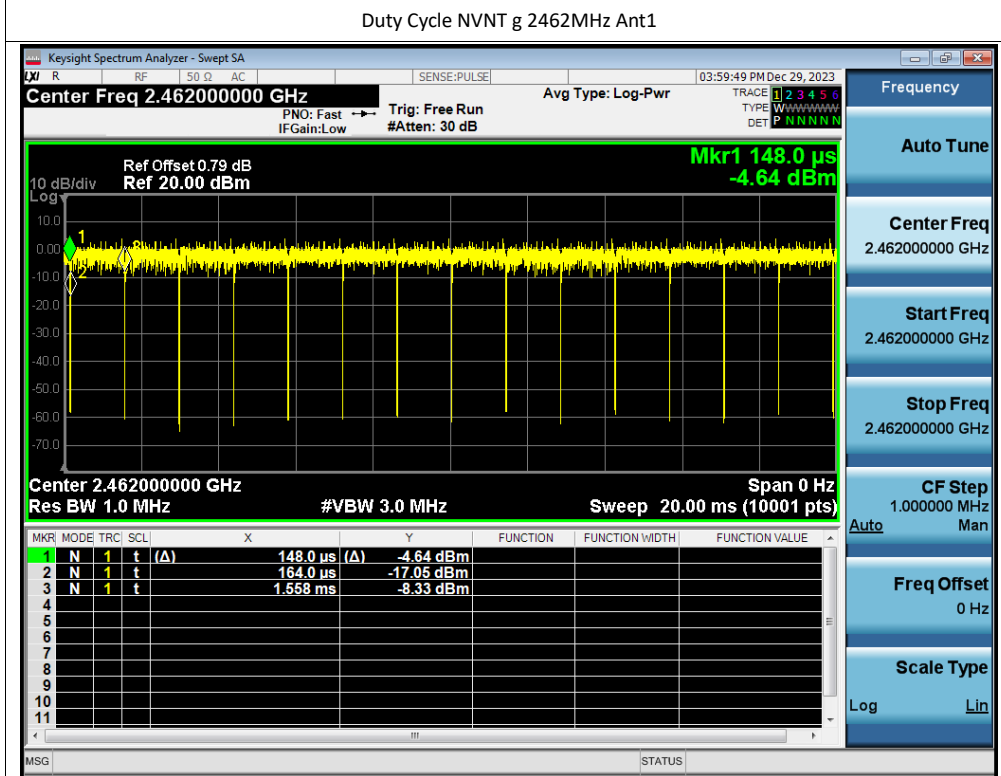 Duty Cycle NVNT g 2462MHz Ant1
Keysight Spectrum Analyzer - Swept SA
LXI R RF 50 Ω AC SENSE:PULSE 03:59:49 PM Dec 29, 2023
Center Freq 2.462000000 GHz Avg Type: Log-Pwr TRACE 1 2 3 4 5 6
PNO: Fast Trig: Free Run TYPE WWWWWWW
IFGain:Low #Atten: 30 dB DET P N N N N N
Frequency
Auto Tune
Center Freq
2.462000000 GHz
Start Freq
2.462000000 GHz
Stop Freq
2.462000000 GHz
CF Step
1.000000 MHz
Auto Man
Freq Offset
0 Hz
Scale Type
Log Lin
Ref Offset 0.79 dB Mkr1 148.0 µs
10 dB/div Ref 20.00 dBm -4.64 dBm
Log
10.0
0.00
-10.0
-20.0
-30.0
-40.0
-50.0
-60.0
-70.0
1
2
Center 2.462000000 GHz Span 0 Hz
Res BW 1.0 MHz #VBW 3.0 MHz Sweep 20.00 ms (10001 pts)
MKR MODE TRC SCL X Y FUNCTION FUNCTION WIDTH FUNCTION VALUE
1 N 1 t (Δ) 148.0 µs (Δ) -4.64 dBm
2 N 1 t 164.0 µs -17.05 dBm
3 N 1 t 1.558 ms -8.33 dBm
4
5
6
7
8
9
10
11
MSG STATUS